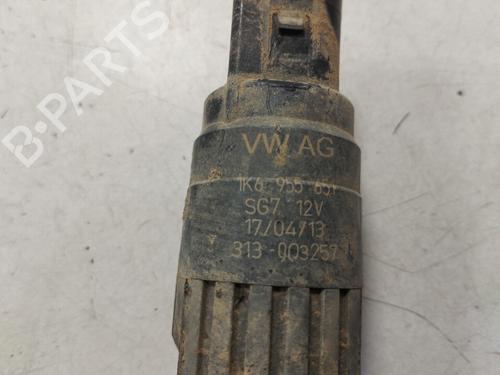 B-PARTS
VW AG
1K6 955 651
SG7 12V
17/04/13
313-003257